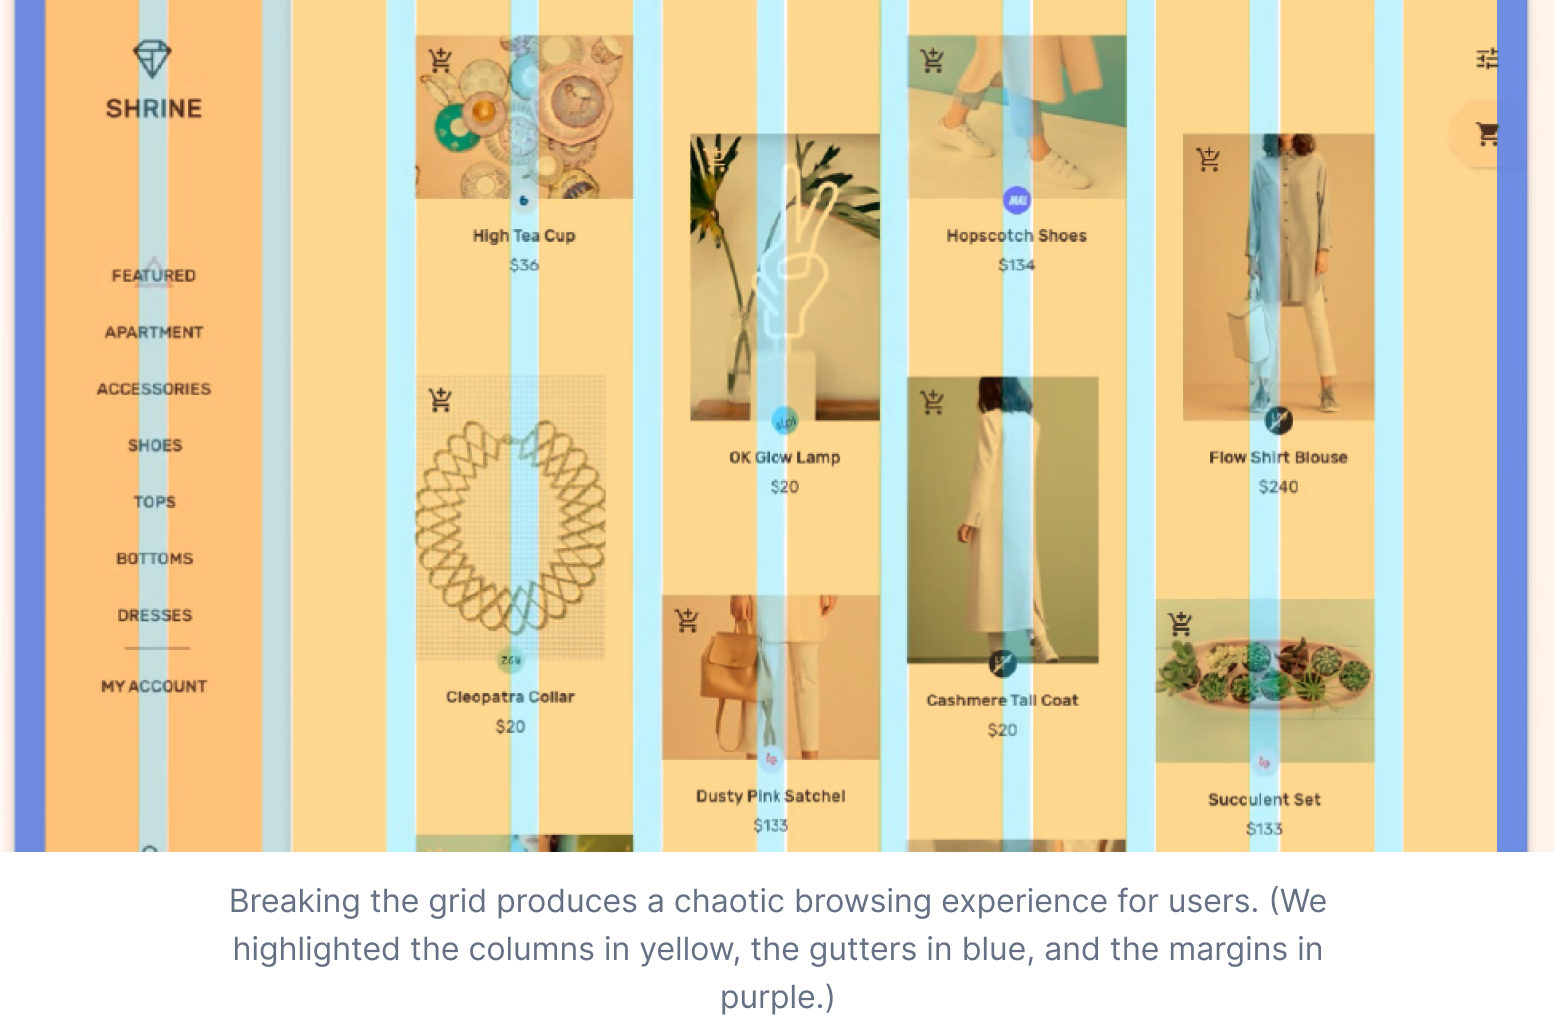 SHRINE
FEATURED
APARTMENT
ACCESSORIES
SHOES
TOPS
BOTTOMS
DRESSES
MY ACCOUNT
High Tea Cup
$36
ZGU
Cleopatra Collar
$20
alphi
OK Glow Lamp
$20
Dusty Pink Satchel
$133
MAL
Hopscotch Shoes
$134
Cashmere Tall Coat
$20
Flow Shirt Blouse
$240
Succulent Set
$133
Breaking the grid produces a chaotic browsing experience for users. (We
highlighted the columns in yellow, the gutters in blue, and the margins in
purple.)